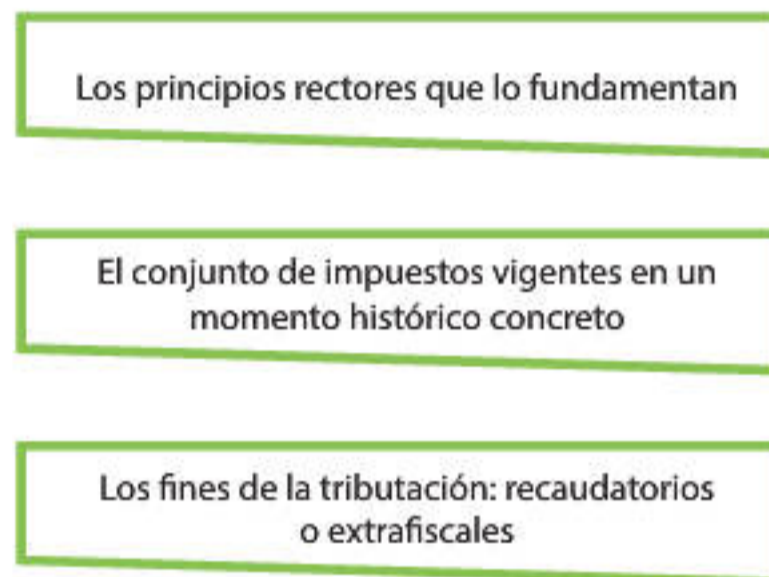 Los principios rectores que lo fundamentan
El conjunto de impuestos vigentes en un
momento histórico concreto
Los fines de la tributación: recaudatorios
o extrafiscales